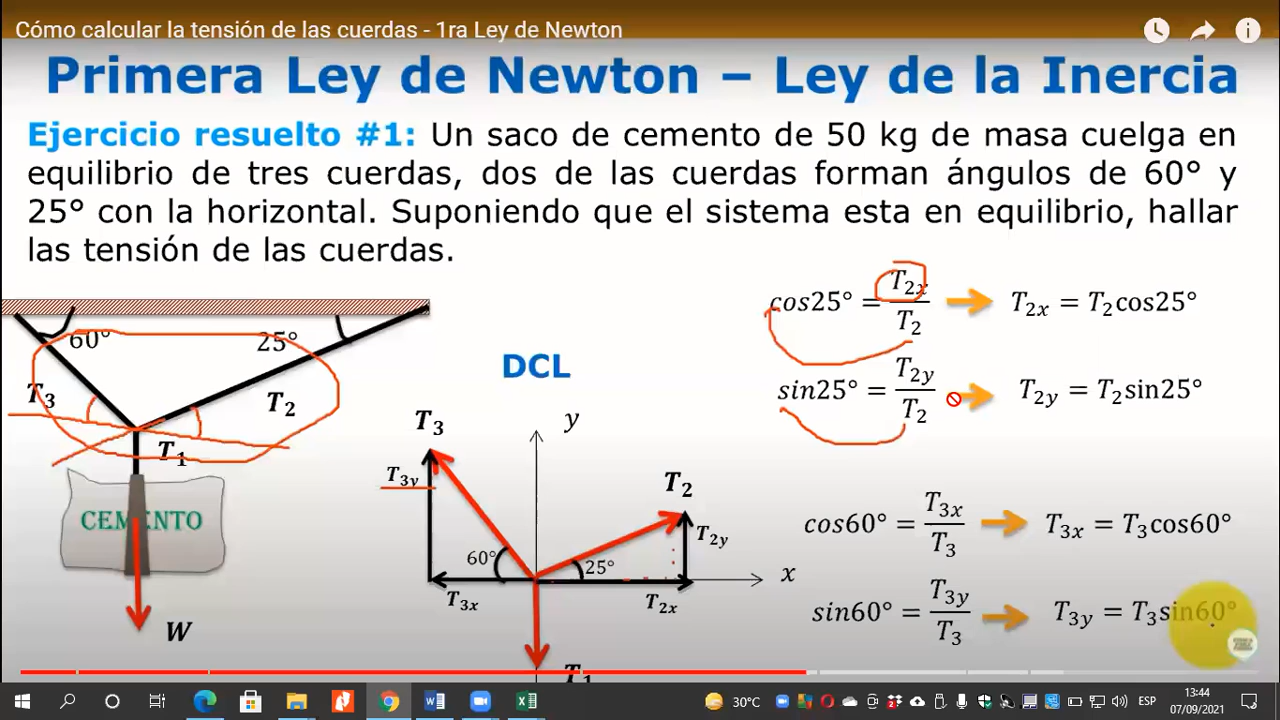 Cómo calcular la tensión de las cuerdas - 1ra Ley de Newton
Primera Ley de Newton – Ley de la Inercia
Ejercicio resuelto #1: Un saco de cemento de 50 kg de masa cuelga en
equilibrio de tres cuerdas, dos de las cuerdas forman ángulos de 60° y
25° con la horizontal. Suponiendo que el sistema esta en equilibrio, hallar
las tensión de las cuerdas.
60°
25°
T₃
T₂
T₁
CEMENTO
W
DCL
y
T₃
T₃y
T₂
T₂y
60°
25°
x
T₃x
T₂x
T₁
cos25° = T₂x/T₂ T₂x = T₂cos25°
sin25° = T₂y/T₂ T₂y = T₂sin25°
cos60° = T₃x/T₃ T₃x = T₃cos60°
sin60° = T₃y/T₃ T₃y = T₃sin60°
30°C
ESP
13:44
07/09/2021